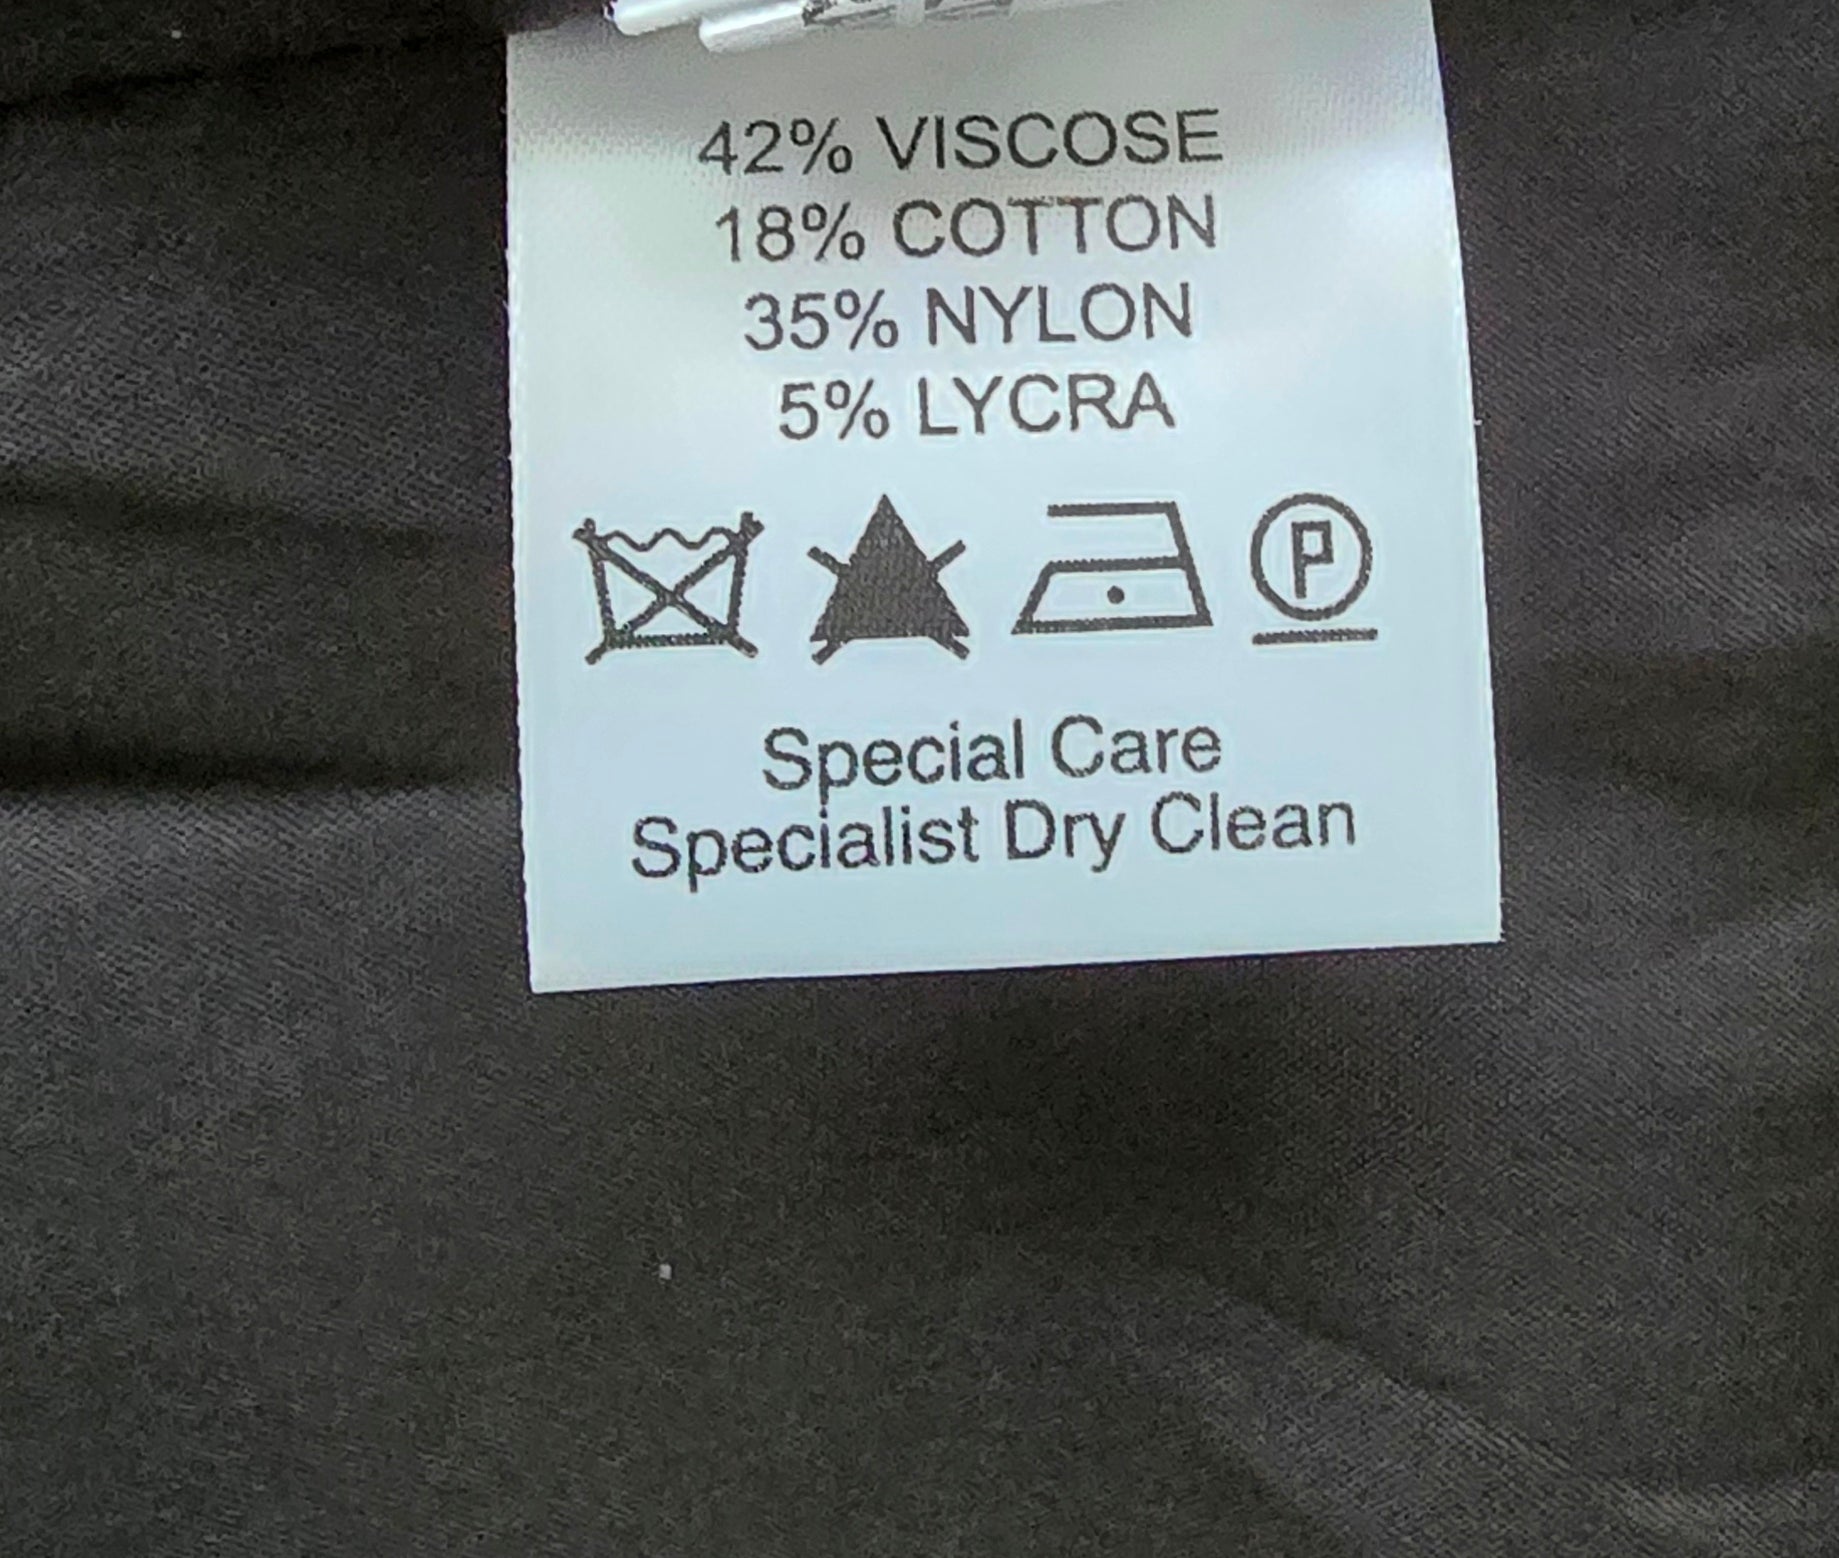 42% VISCOSE
18% COTTON
35% NYLON
5% LYCRA
P
Special Care
Specialist Dry Clean